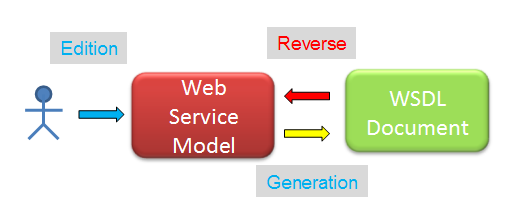 Edition
Reverse
Web
Service
Model
WSDL
Document
Generation